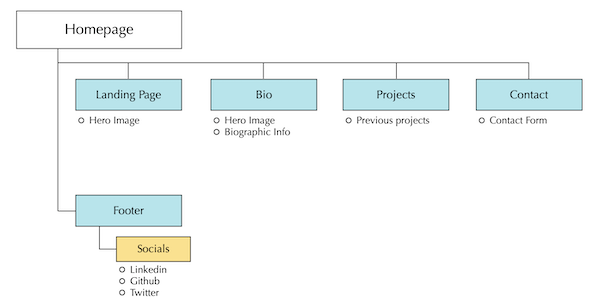 Homepage
Landing Page
Hero Image
Bio
Hero Image
Biographic Info
Projects
Previous projects
Contact
Contact Form
Footer
Socials
Linkedin
Github
Twitter